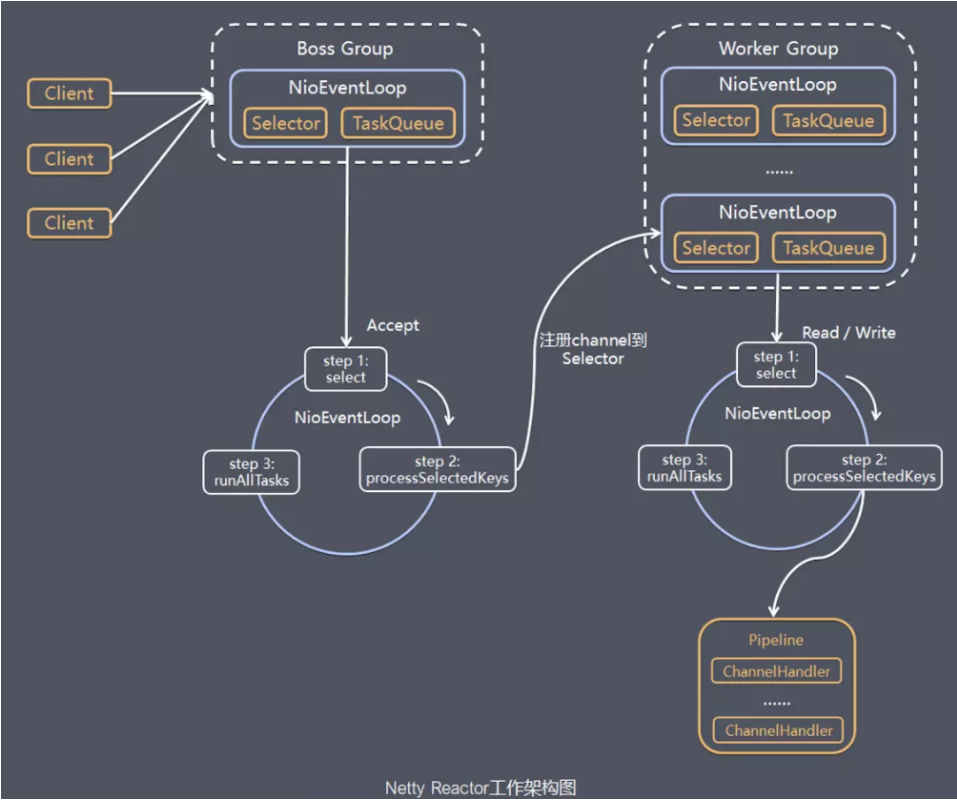 Client
Client
Client
Boss Group
NioEventLoop
Selector
TaskQueue
Worker Group
NioEventLoop
Selector
TaskQueue
......
NioEventLoop
Selector
TaskQueue
Accept
step 1:
select
NioEventLoop
step 2:
processSelectedKeys
step 3:
runAllTasks
注册channel到
Selector
Read / Write
step 1:
select
NioEventLoop
step 2:
processSelectedKeys
step 3:
runAllTasks
Pipeline
ChannelHandler
......
ChannelHandler
Netty Reactor工作架构图